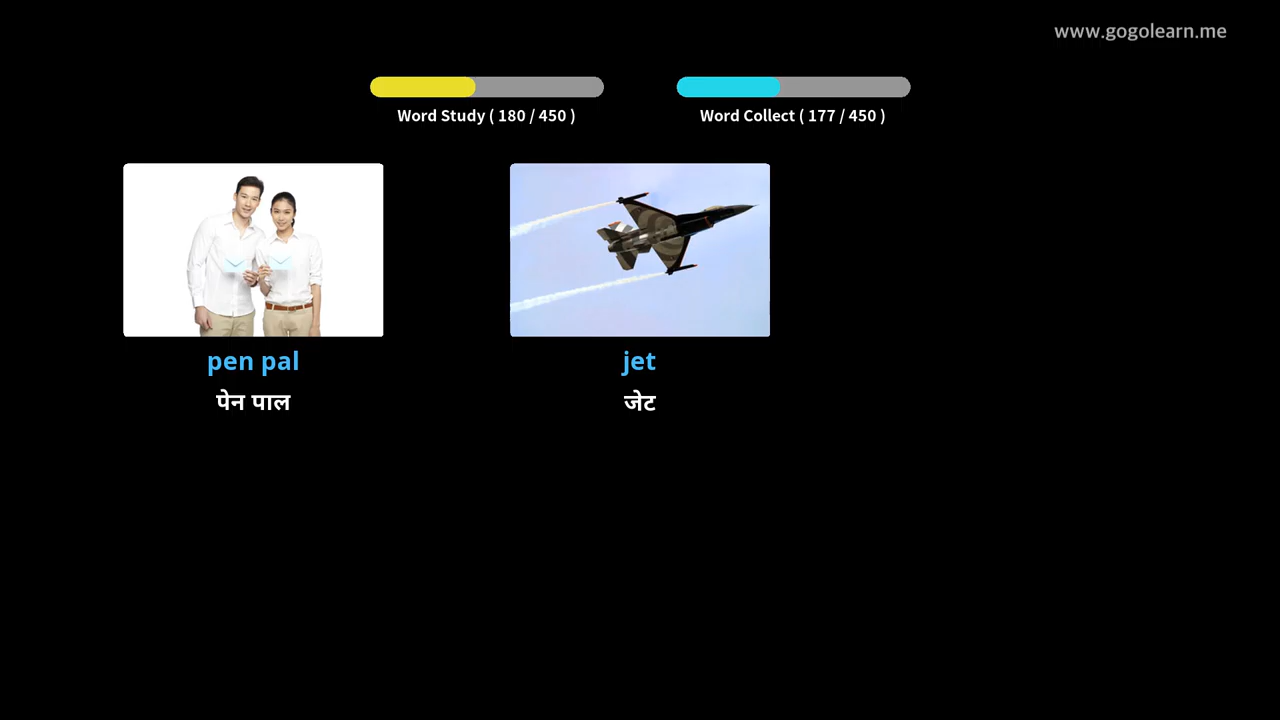 www.gogolearn.me
Word Study ( 180 / 450 )
Word Collect ( 177 / 450 )
pen pal
पेन पाल
jet
जेट